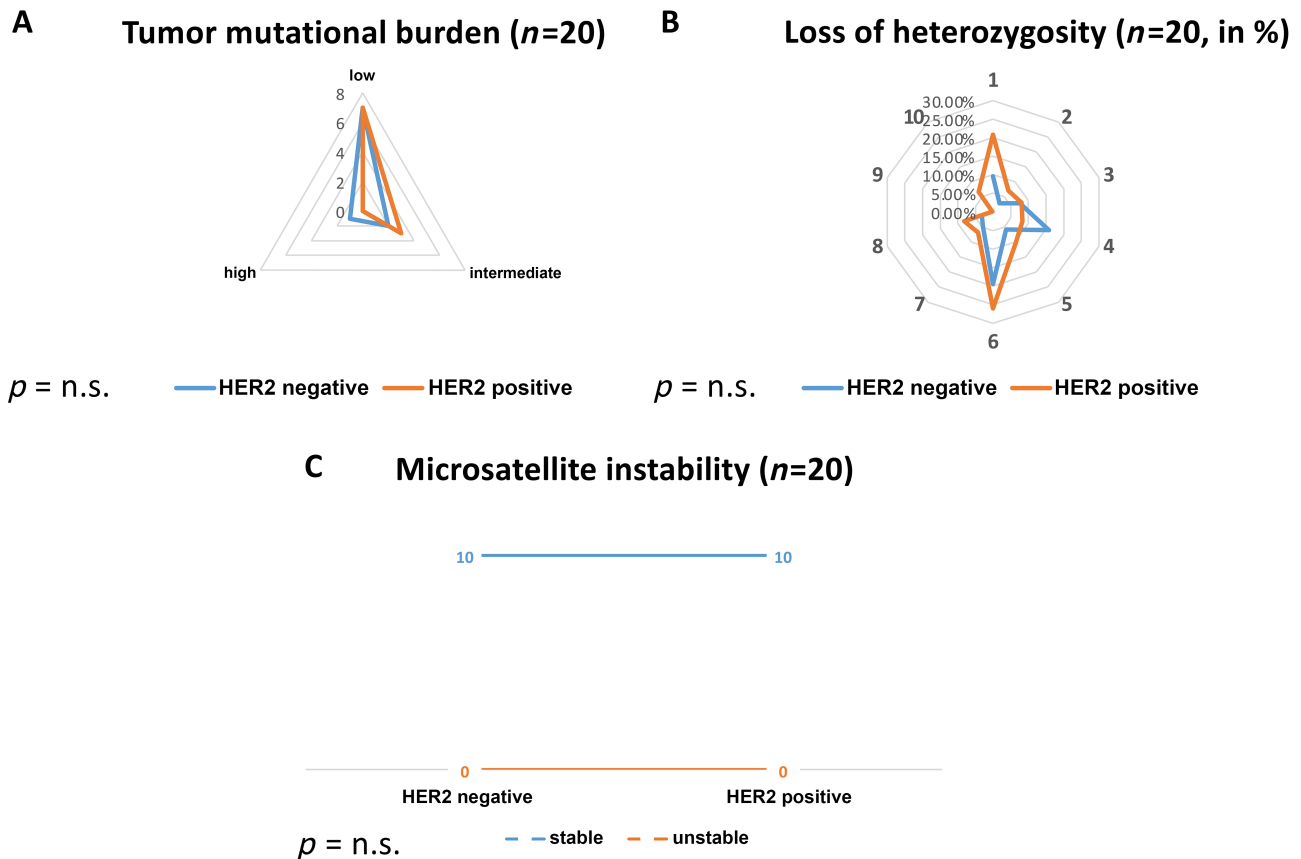 A
Tumor mutational burden (n=20)
low
8
6
4
2
0
high
intermediate
p = n.s.
HER2 negative
HER2 positive
B
Loss of heterozygosity (n=20, in %)
1
2
3
4
5
6
7
8
9
10
30.00%
25.00%
20.00%
15.00%
10.00%
5.00%
0.00%
p = n.s.
HER2 negative
HER2 positive
C
Microsatellite instability (n=20)
10
10
0
0
HER2 negative
HER2 positive
p = n.s.
stable
unstable